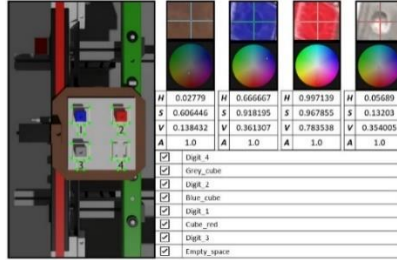 1 2
3 4
H 0.02779 H 0.666667 H 0.997139 H 0.05689
S 0.606446 S 0.918195 S 0.967855 S 0.13203
V 0.138432 V 0.361307 V 0.783538 V 0.354005
A 1.0 A 1.0 A 1.0 A 1.0
Digit_4
Grey_cube
Digit_2
Blue_cube
Digit_1
Cube_red
Digit_3
Empty_space